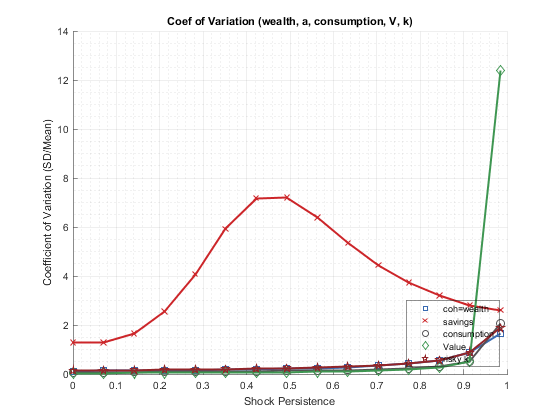 Coef of Variation (wealth, a, consumption, V, k)
14
12
10
8
6
4
2
0
Coefficient of Variation (SD/Mean)
coh=wealth
savings
consumption
Value
0 0.1 0.2 0.3 0.4 0.5 0.6 0.7 0.8 0.9 1
Shock Persistence